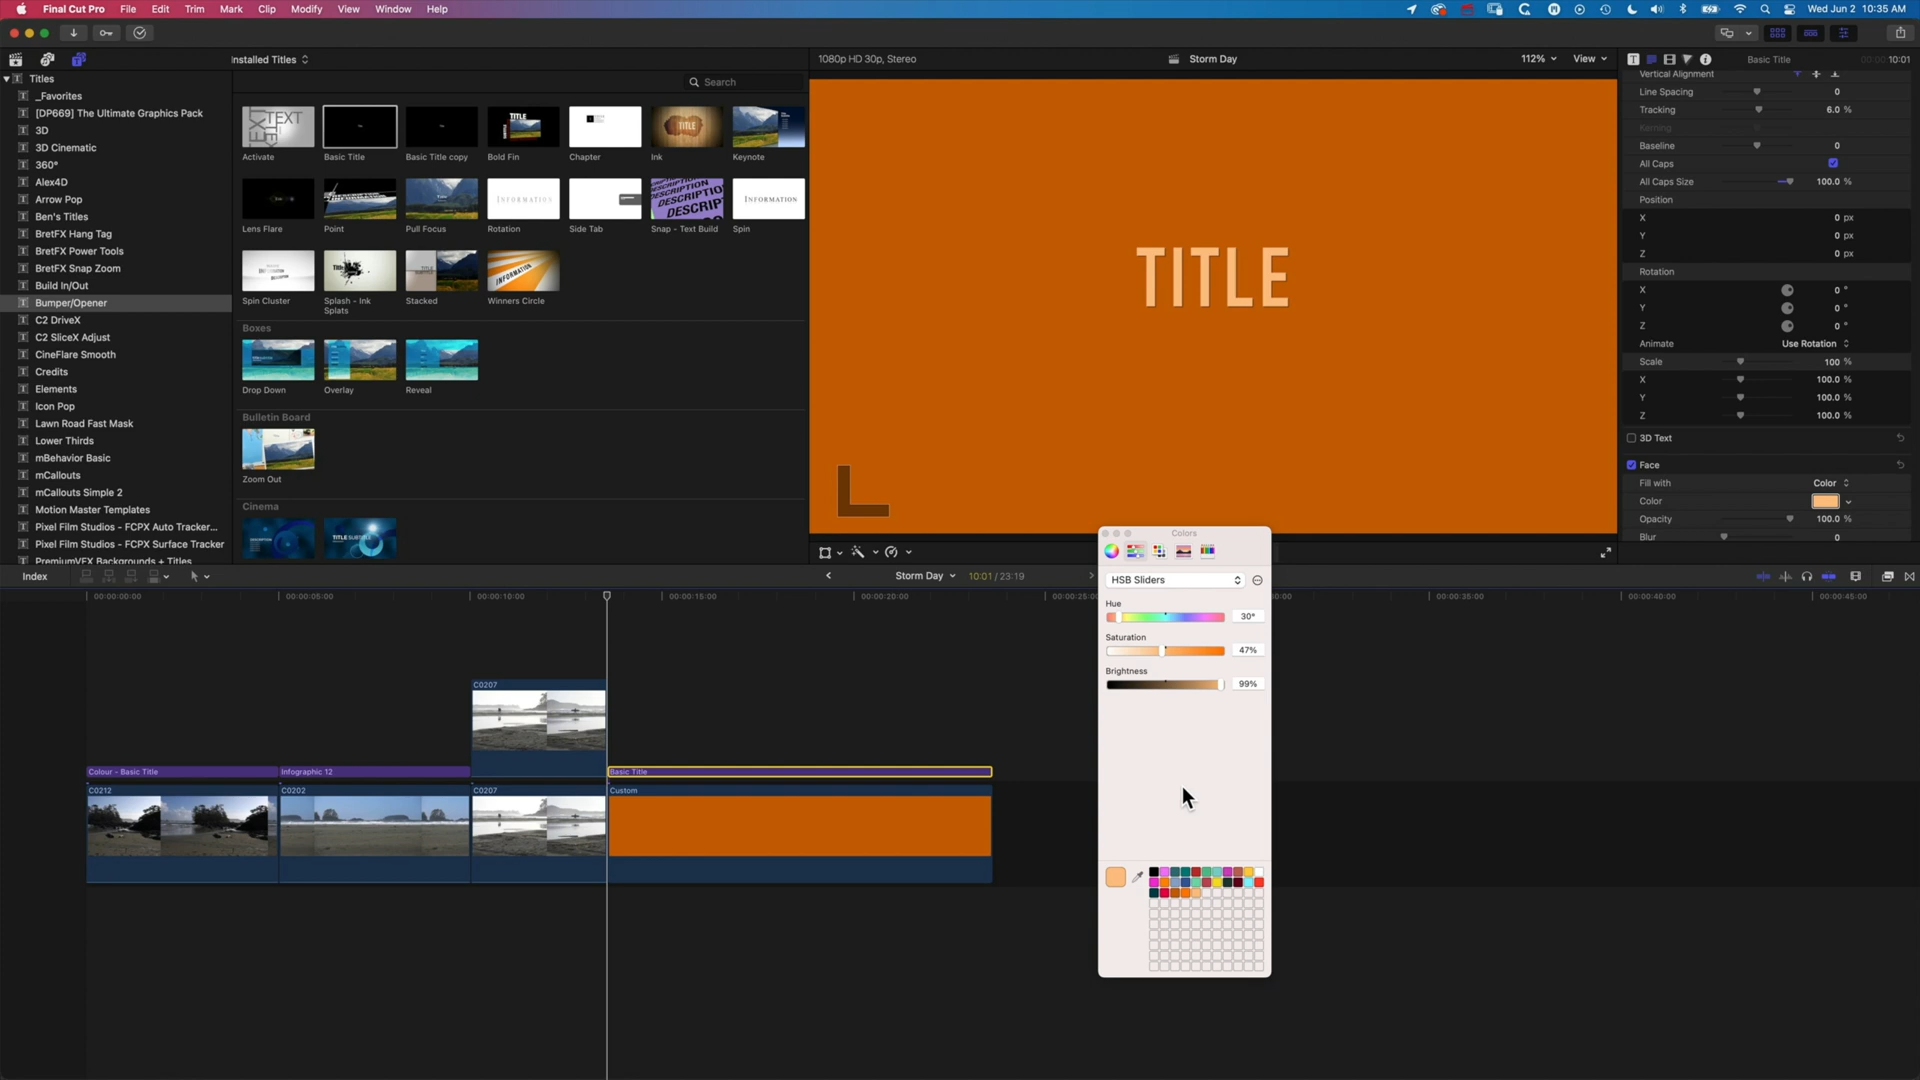 Final Cut Pro File Edit Trim Mark Clip Modify View Window Help Wed Jun 2 10:35 AM
Installed Titles
1080p HD 30p, Stereo
Storm Day
112%
View
Basic Title
10:01
Search
Titles
_Favorites
[DP669] The Ultimate Graphics Pack
3D
3D Cinematic
360°
Alex4D
Arrow Pop
Ben's Titles
BretFX Hang Tag
BretFX Power Tools
BretFX Snap Zoom
Build In/Out
Bumper/Opener
C2 DriveX
C2 SliceX Adjust
CineFlare Smooth
Credits
Elements
Icon Pop
Lawn Road Fast Mask
Lower Thirds
mBehavior Basic
mCallouts
mCallouts Simple 2
Motion Master Templates
Pixel Film Studios - FCPX Auto Tracker...
Pixel Film Studios - FCPX Surface Tracker
PremiumVFX Backgrounds + Titles
Activate
Basic Title
Basic Title copy
Bold Fin
Chapter
Ink
Keynote
Lens Flare
Point
Pull Focus
Rotation
Side Tab
Snap - Text Build
Spin
Spin Cluster
Splash - Ink Splats
Stacked
Winners Circle
Boxes
Drop Down
Overlay
Reveal
Bulletin Board
Zoom Out
Cinema
TITLE
Vertical Alignment
Line Spacing 0
Tracking 6.0 %
Kerning
Baseline 0
All Caps
All Caps Size 100.0 %
Position
X 0 px
Y 0 px
Z 0 px
Rotation
X 0 °
Y 0 °
Z 0 °
Animate Use Rotation
Scale 100 %
X 100.0 %
Y 100.0 %
Z 100.0 %
3D Text
Face
Fill with Color
Color
Opacity 100.0 %
Blur 0
Index
Storm Day
10:01 / 23:19
00:00:00:00 00:00:05:00 00:00:10:00 00:00:15:00 00:00:20:00 00:00:25:00 00:00:35:00 00:00:40:00 00:00:45:00
Colors
HSB Sliders
Hue
30°
Saturation
47%
Brightness
99%
C0207
Colour - Basic Title
Infographic 12
Basic Title
C0212
C0202
C0207
Custom